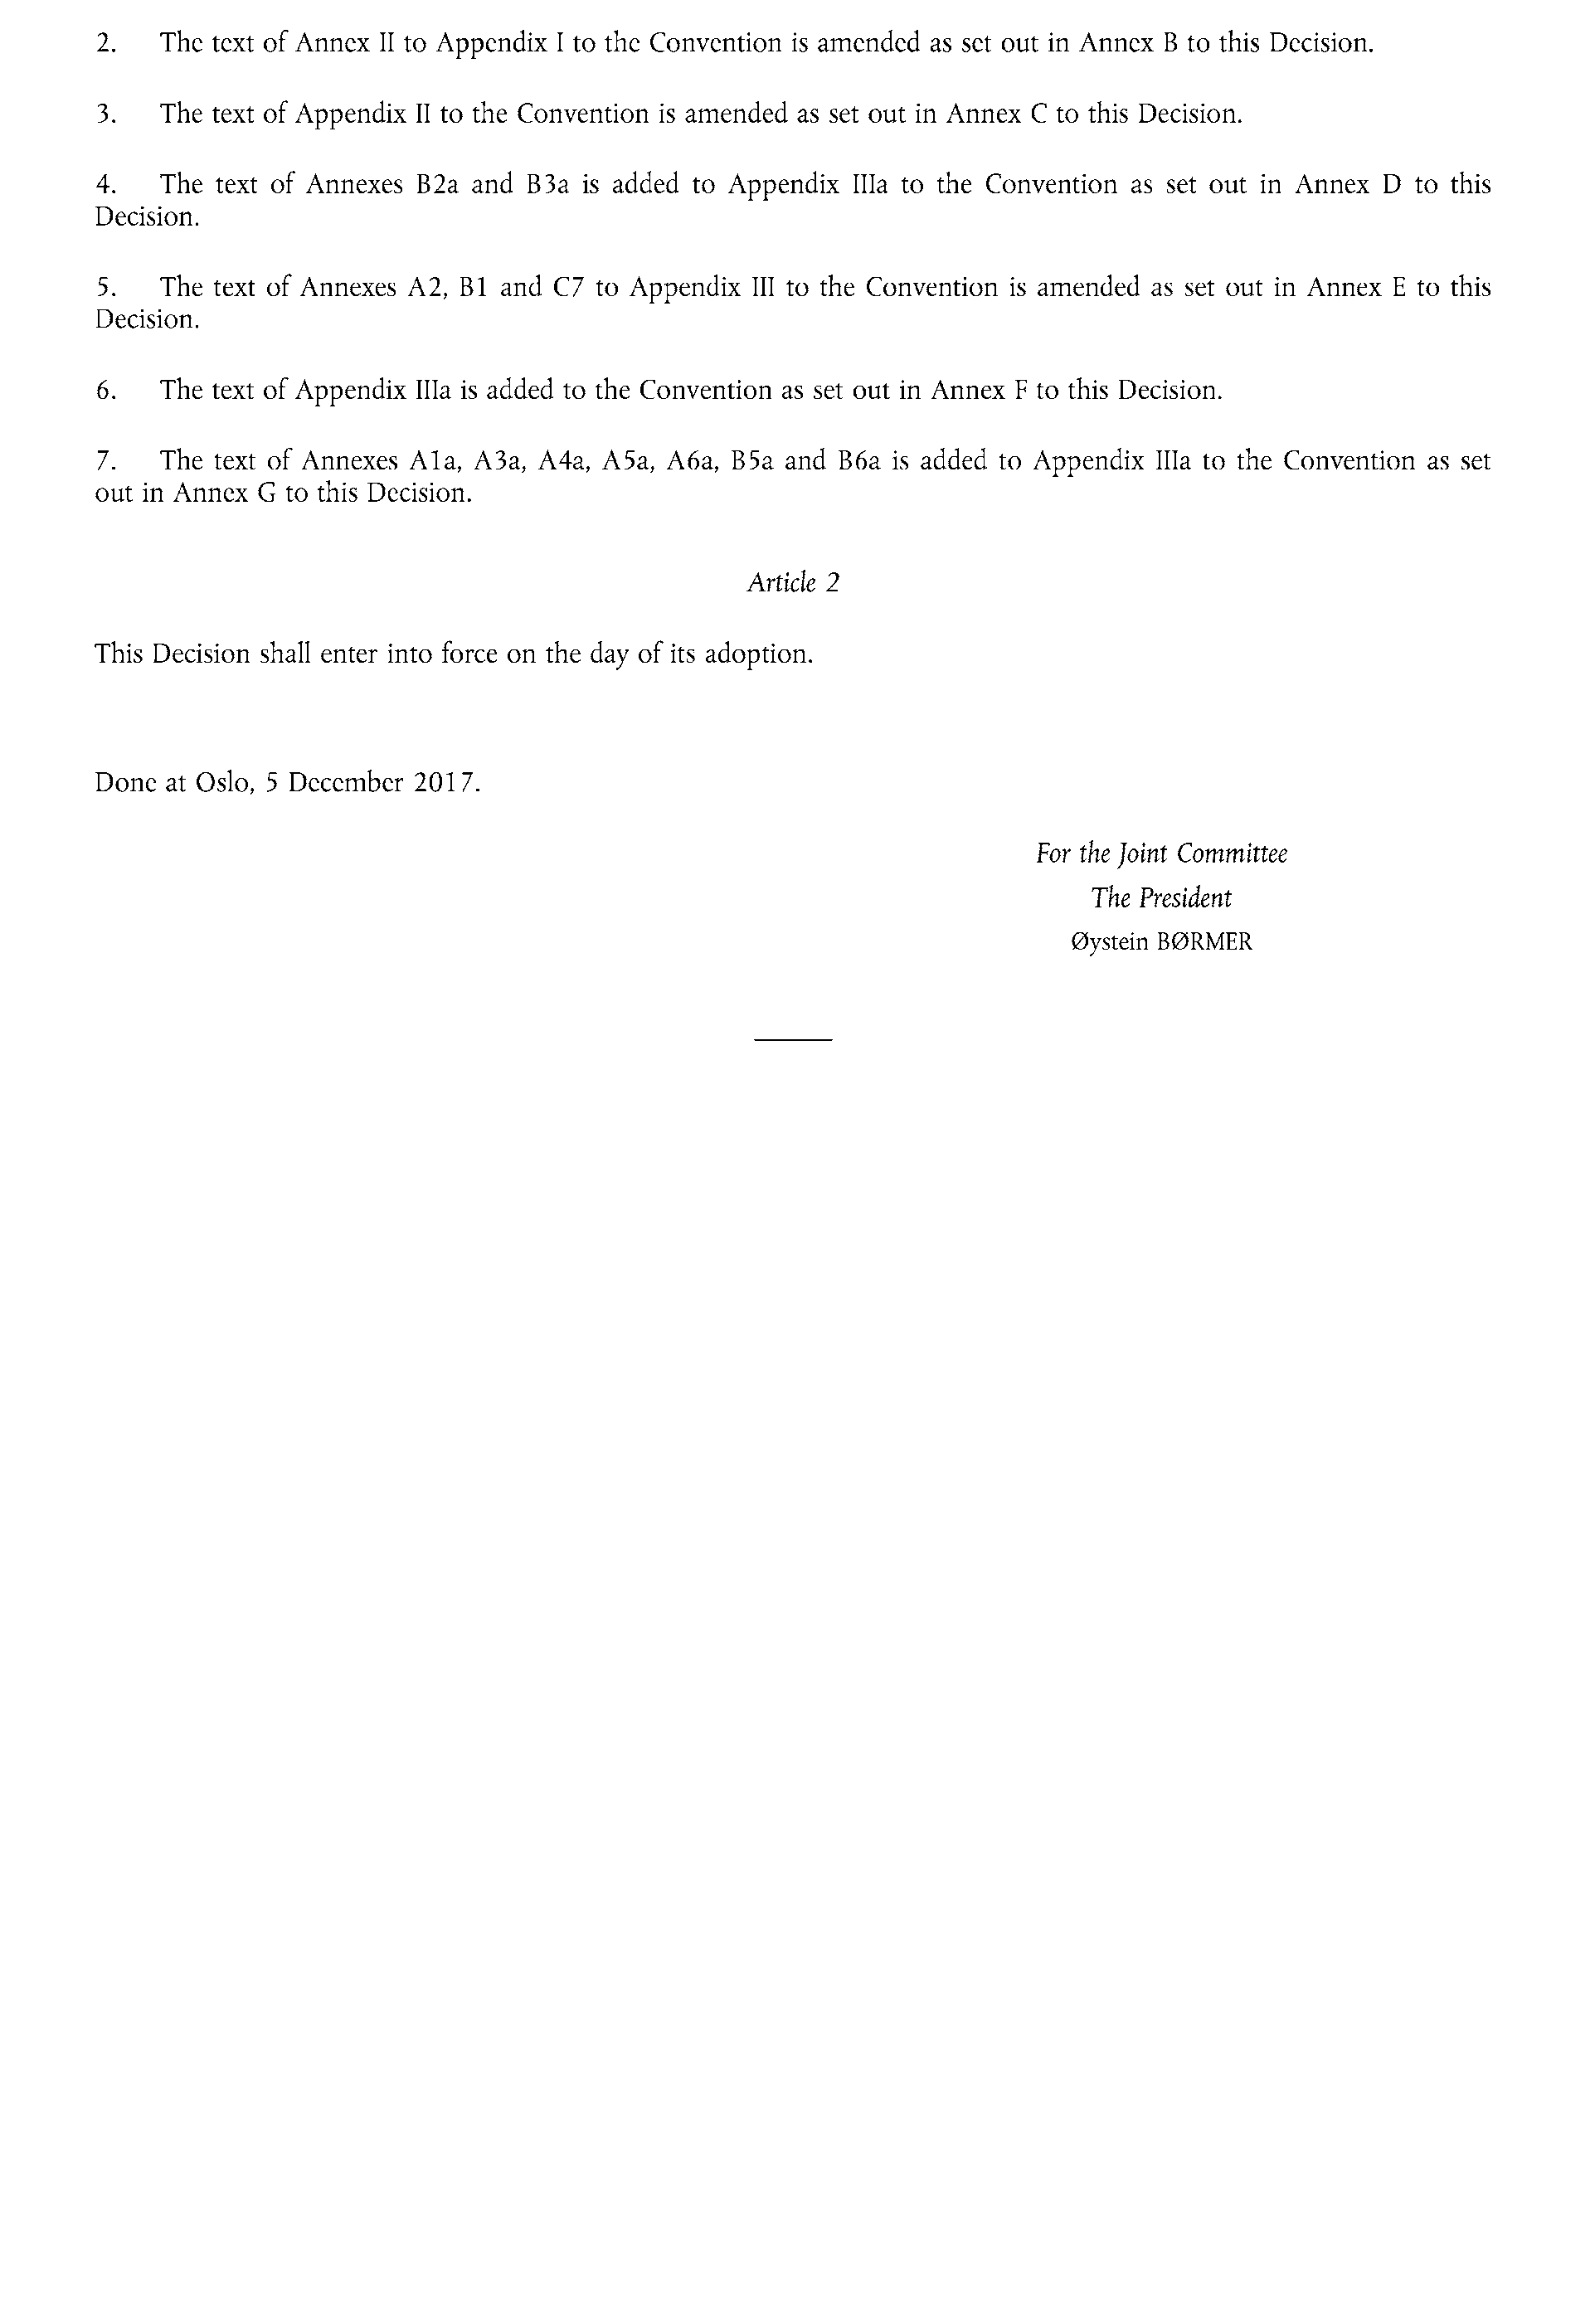 2. The text of Annex II to Appendix I to the Convention is amended as set out in Annex B to this Decision.
3. The text of Appendix II to the Convention is amended as set out in Annex C to this Decision.
4. The text of Annexes B2a and B3a is added to Appendix IIIa to the Convention as set out in Annex D to this
Decision.
5. The text of Annexes A2, B1 and C7 to Appendix III to the Convention is amended as set out in Annex E to this
Decision.
6. The text of Appendix IIIa is added to the Convention as set out in Annex F to this Decision.
7. The text of Annexes A1a, A3a, A4a, A5a, A6a, B5a and B6a is added to Appendix IIIa to the Convention as set
out in Annex G to this Decision.
Article 2
This Decision shall enter into force on the day of its adoption.
Done at Oslo, 5 December 2017.
For the Joint Committee
The President
Øystein BØRMER